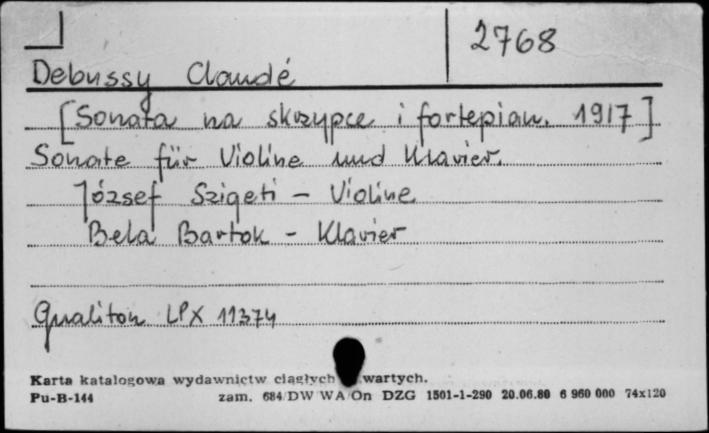 2768
Debussy Claudé
[Sonata na skrzypce i fortepian. 1917]
Sonate für Violine und Klavier.
József Szigeti - Violine
Bela Bartok - Klavier
Qualiton LPX 11374
Karta katalogowa wydawnictw ciągłych wartych.
Pu-B-144 zam. 684/DW WA/On DZG 1501-1-290 20.06.80 6 960 000 74x120